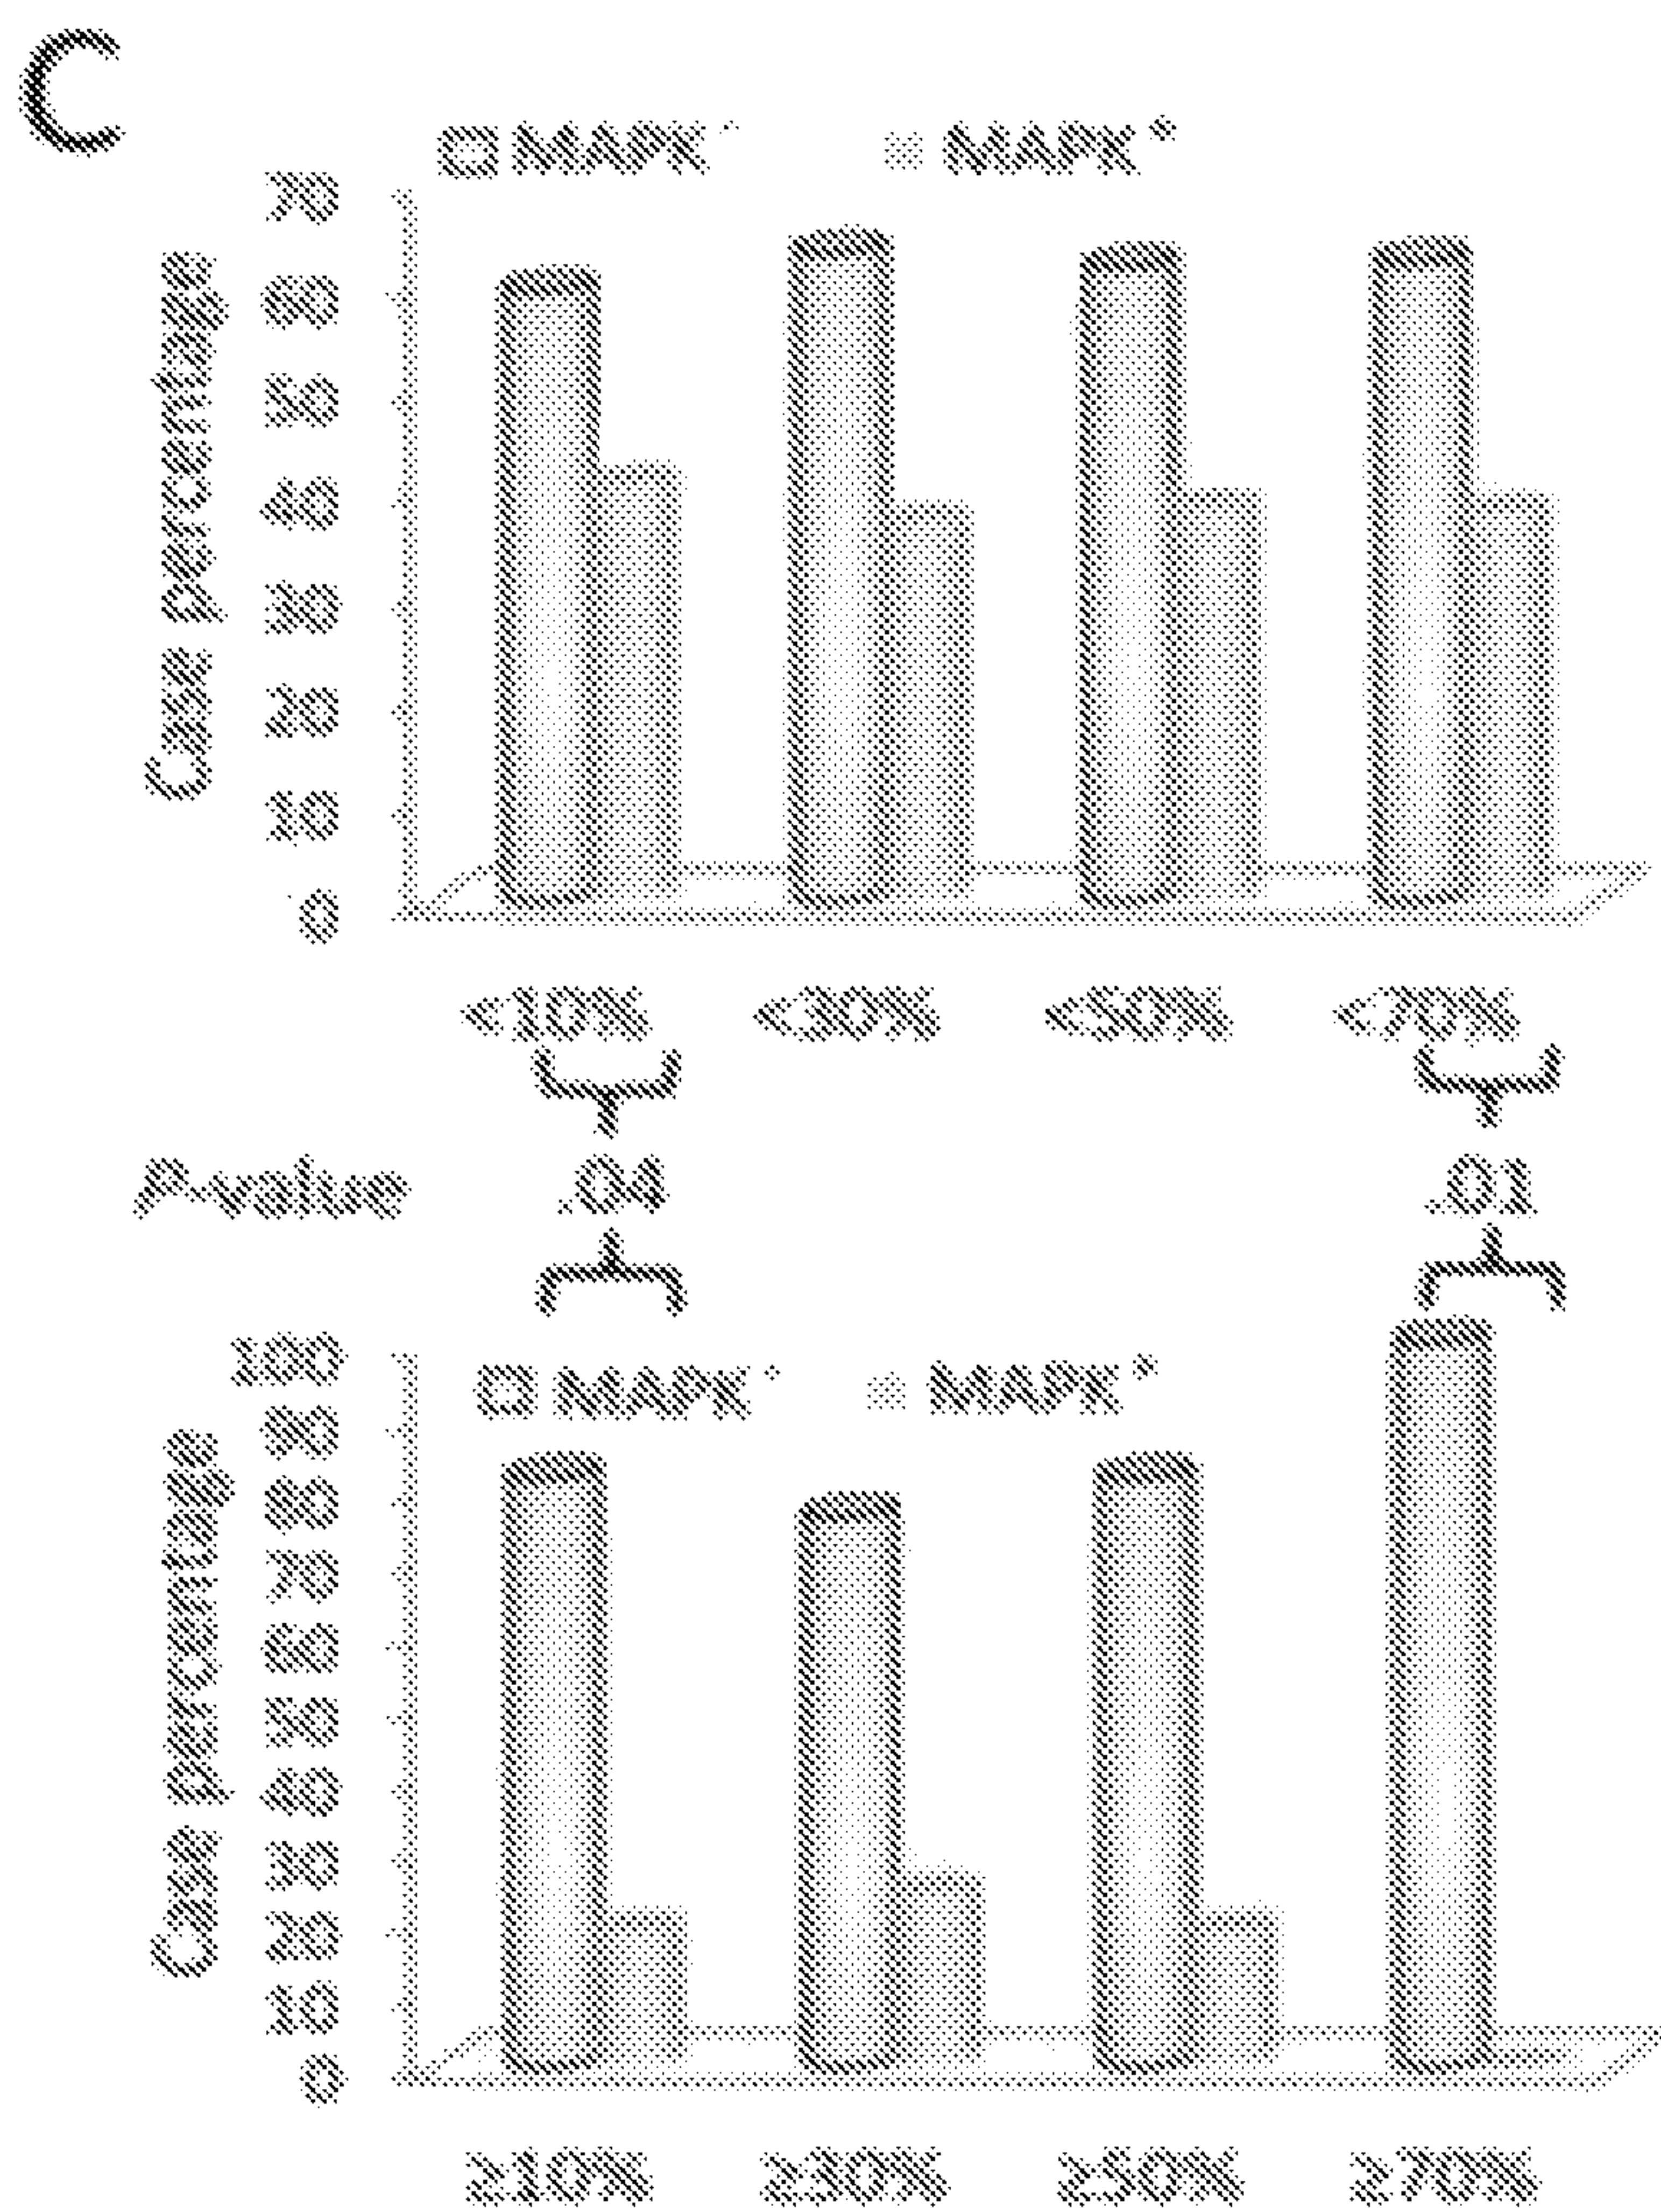 C
MAPK- MAPK+
Case percentage
70
60
50
40
30
20
10
0
<10% <30% <50% <70%
P-value .04 .01
MAPK- MAPK+
Case percentage
100
90
80
70
60
50
40
30
20
10
0
≥10% ≥30% ≥50% ≥70%